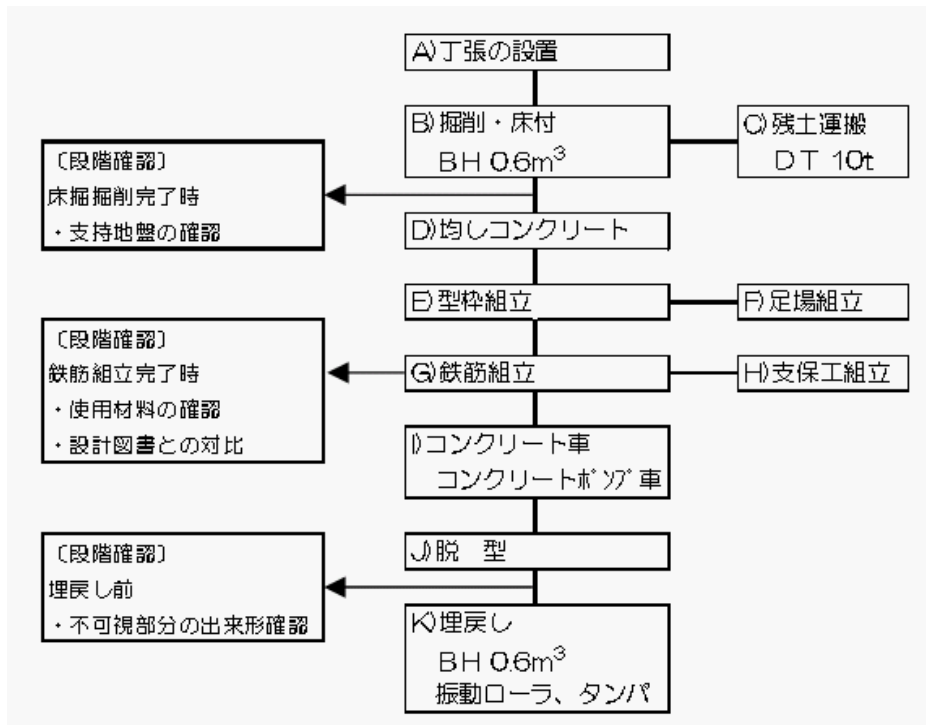 A)丁張の設置
B)掘削・床付
BH 0.6m³
C)残土運搬
DT 10t
〔段階確認〕
床掘掘削完了時
・支持地盤の確認
D)均しコンクリート
E)型枠組立
F)足場組立
〔段階確認〕
鉄筋組立完了時
・使用材料の確認
・設計図書との対比
G)鉄筋組立
H)支保工組立
I)コンクリート車
コンクリートポンプ車
J)脱 型
〔段階確認〕
埋戻し前
・不可視部分の出来形確認
K)埋戻し
BH 0.6m³
振動ローラ、タンパ